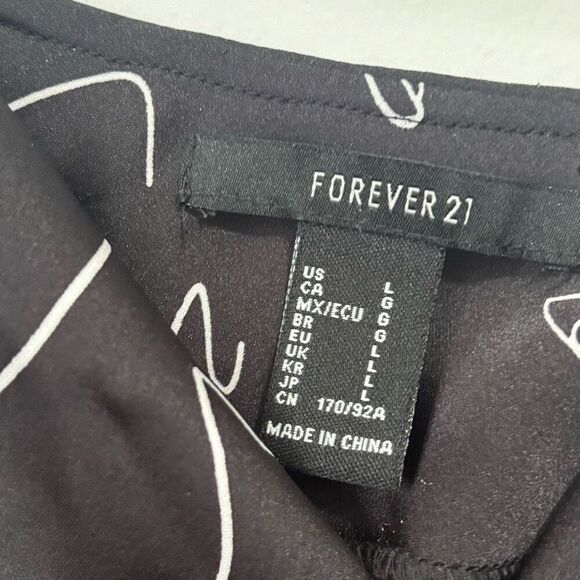 FOREVER 21
US L
CA G
MX/ECU G
BR G
EU L
UK L
KR L
JP L
CN 170/92A
MADE IN CHINA